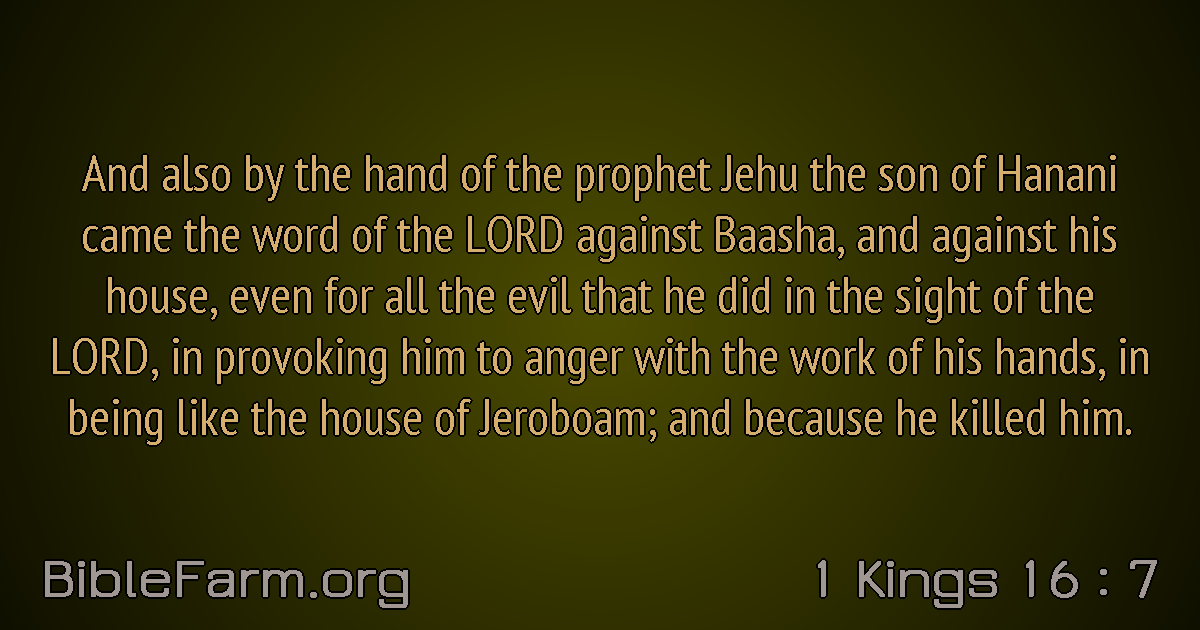 And also by the hand of the prophet Jehu the son of Hanani
came the word of the LORD against Baasha, and against his
house, even for all the evil that he did in the sight of the
LORD, in provoking him to anger with the work of his hands, in
being like the house of Jeroboam; and because he killed him.
BibleFarm.org
1 Kings 16 : 7